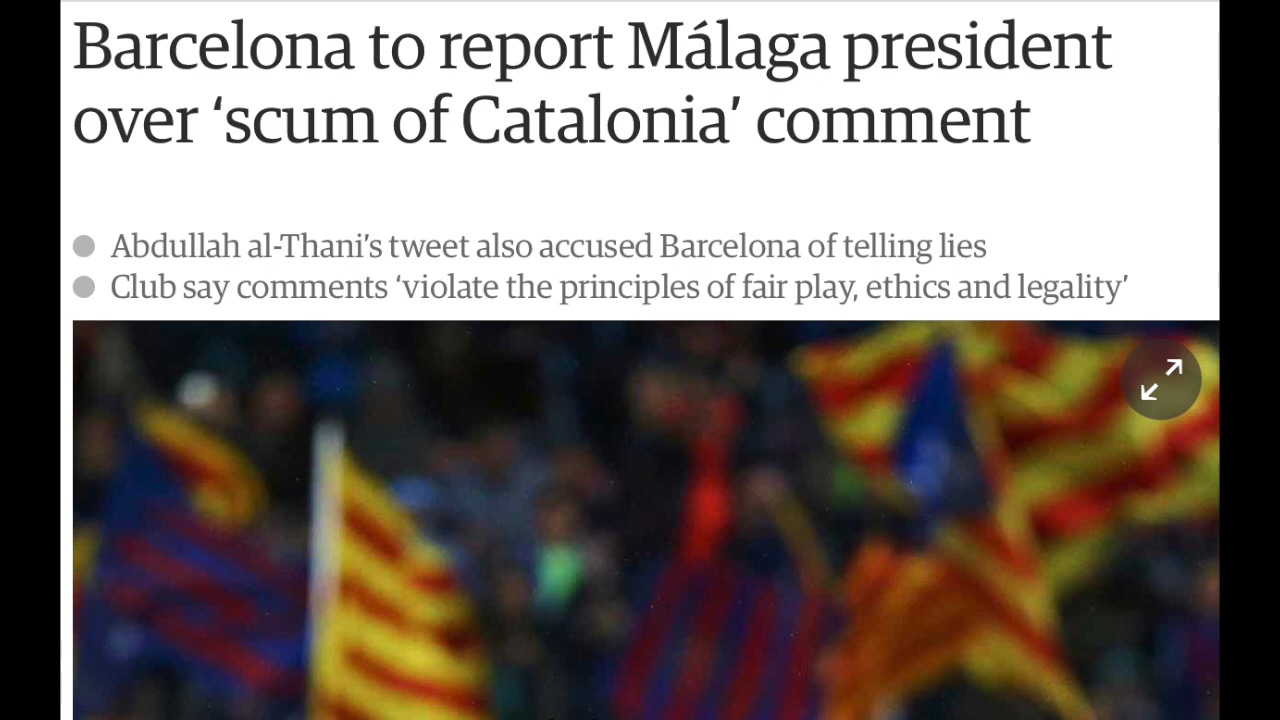 Barcelona to report Málaga president
over ‘scum of Catalonia’ comment
Abdullah al-Thani’s tweet also accused Barcelona of telling lies
Club say comments ‘violate the principles of fair play, ethics and legality’